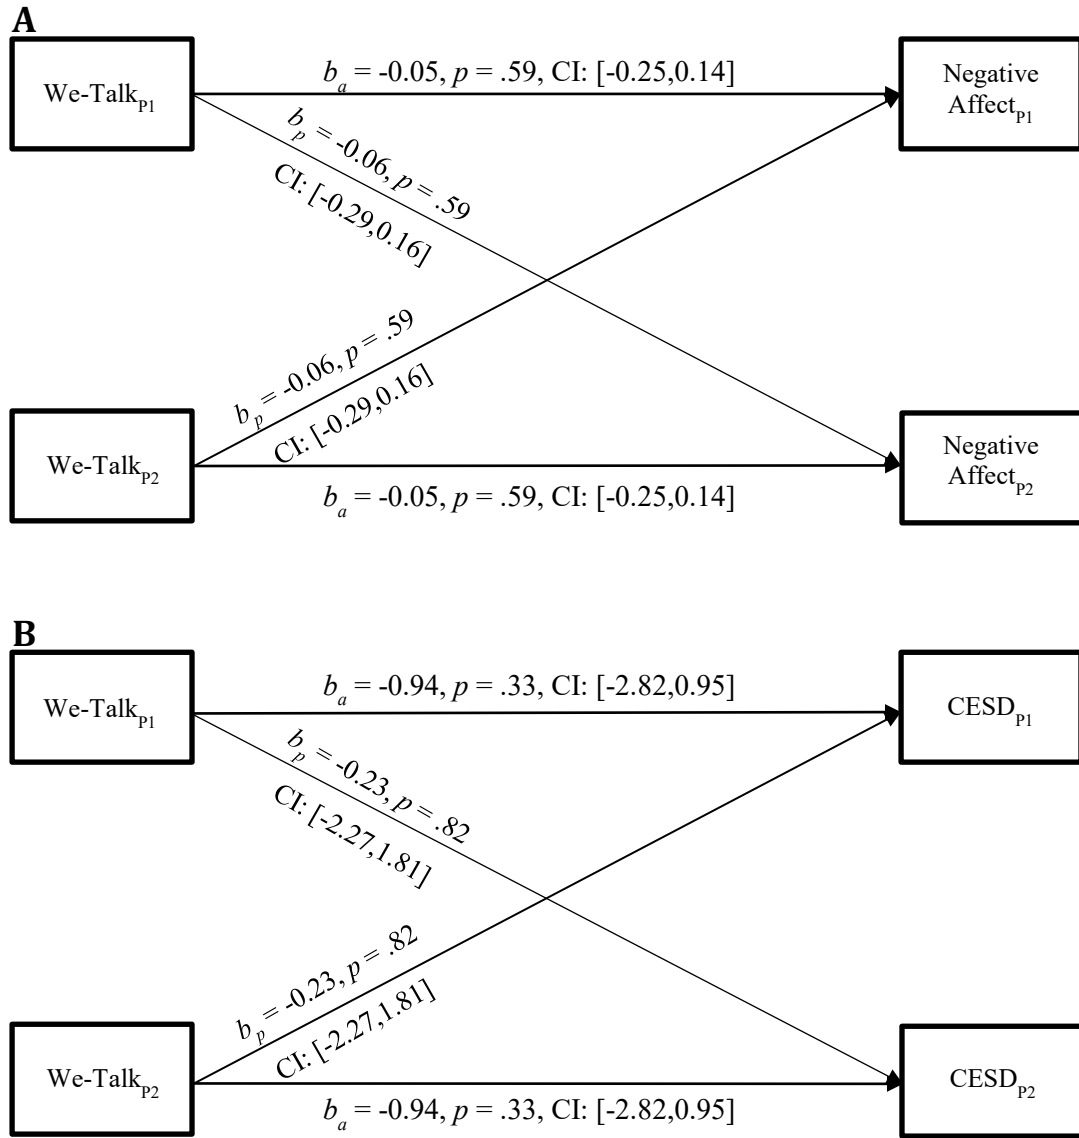 A
We-Talk_P1
b_a = -0.05, p = .59, CI: [-0.25,0.14]
Negative
Affect_P1
b_p = -0.06, p = .59
CI: [-0.29,0.16]
b_p = -0.06, p = .59
CI: [-0.29,0.16]
We-Talk_P2
b_a = -0.05, p = .59, CI: [-0.25,0.14]
Negative
Affect_P2
B
We-Talk_P1
b_a = -0.94, p = .33, CI: [-2.82,0.95]
CESD_P1
b_p = -0.23, p = .82
CI: [-2.27,1.81]
b_p = -0.23, p = .82
CI: [-2.27,1.81]
We-Talk_P2
b_a = -0.94, p = .33, CI: [-2.82,0.95]
CESD_P2